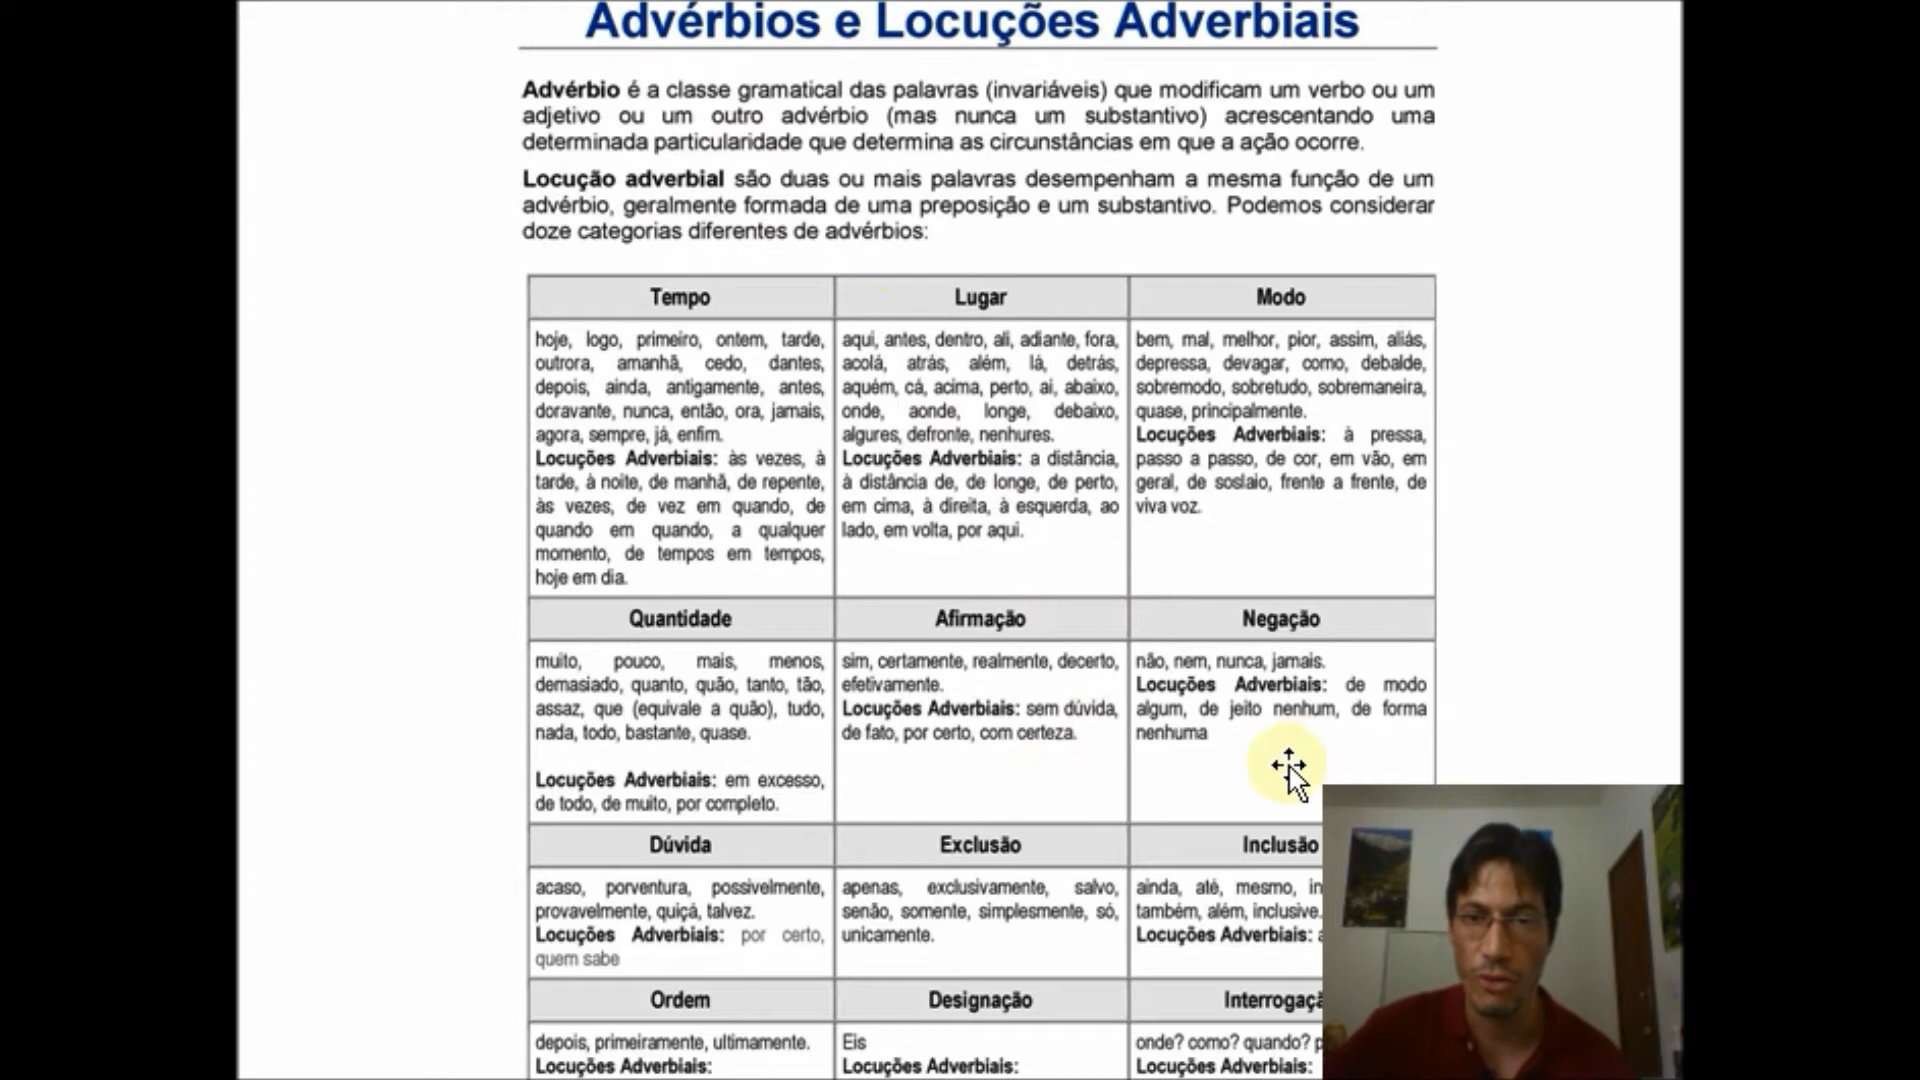 Advérbios e Locuções Adverbiais
Advérbio é a classe gramatical das palavras (invariáveis) que modificam um verbo ou um
adjetivo ou um outro advérbio (mas nunca um substantivo) acrescentando uma
determinada particularidade que determina as circunstâncias em que a ação ocorre.
Locução adverbial são duas ou mais palavras desempenham a mesma função de um
advérbio, geralmente formada de uma preposição e um substantivo. Podemos considerar
doze categorias diferentes de advérbios:
Tempo
hoje, logo, primeiro, ontem, tarde,
outrora, amanhã, cedo, dantes,
depois, ainda, antigamente, antes,
doravante, nunca, então, ora, jamais,
agora, sempre, já, enfim.
Locuções Adverbiais: às vezes, à
tarde, à noite, de manhã, de repente,
às vezes, de vez em quando, de
quando em quando, a qualquer
momento, de tempos em tempos,
hoje em dia.
Lugar
aqui, antes, dentro, ali, adiante, fora,
acolá, atrás, além, lá, detrás,
aquém, cá, acima, perto, aí, abaixo,
onde, aonde, longe, debaixo,
algures, defronte, nenhures.
Locuções Adverbiais: a distância,
à distância de, de longe, de perto,
em cima, à direita, à esquerda, ao
lado, em volta, por aqui.
Modo
bem, mal, melhor, pior, assim, aliás,
depressa, devagar, como, debalde,
sobremodo, sobretudo, sobremaneira,
quase, principalmente.
Locuções Adverbiais: à pressa,
passo a passo, de cor, em vão, em
geral, de soslaio, frente a frente, de
viva voz.
Quantidade
muito, pouco, mais, menos,
demasiado, quanto, quão, tanto, tão,
assaz, que (equivale a quão), tudo,
nada, todo, bastante, quase.
Locuções Adverbiais: em excesso,
de todo, de muito, por completo.
Afirmação
sim, certamente, realmente, decerto,
efetivamente.
Locuções Adverbiais: sem dúvida,
de fato, por certo, com certeza.
Negação
não, nem, nunca, jamais.
Locuções Adverbiais: de modo
algum, de jeito nenhum, de forma
nenhuma
Dúvida
acaso, porventura, possivelmente,
provavelmente, quiçá, talvez.
Locuções Adverbiais: por certo,
quem sabe
Exclusão
apenas, exclusivamente, salvo,
senão, somente, simplesmente, só,
unicamente.
Inclusão
ainda, até, mesmo,
também, além, inclusive.
Locuções Adverbiais:
Ordem
depois, primeiramente, ultimamente.
Locuções Adverbiais:
Designação
Eis
Locuções Adverbiais:
onde? como? quando?
Locuções Adverbiais: